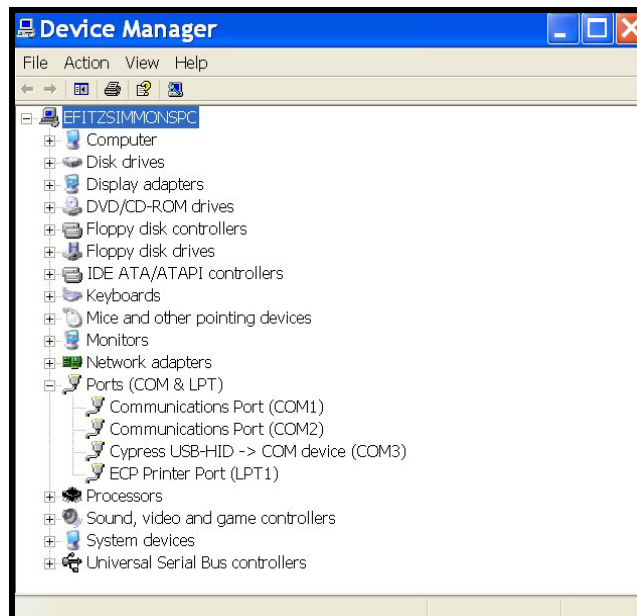 Device Manager
File Action View Help
EFITZSIMMONSPC
Computer
Disk drives
Display adapters
DVD/CD-ROM drives
Floppy disk controllers
Floppy disk drives
IDE ATA/ATAPI controllers
Keyboards
Mice and other pointing devices
Monitors
Network adapters
Ports (COM & LPT)
Communications Port (COM1)
Communications Port (COM2)
Cypress USB-HID -> COM device (COM3)
ECP Printer Port (LPT1)
Processors
Sound, video and game controllers
System devices
Universal Serial Bus controllers